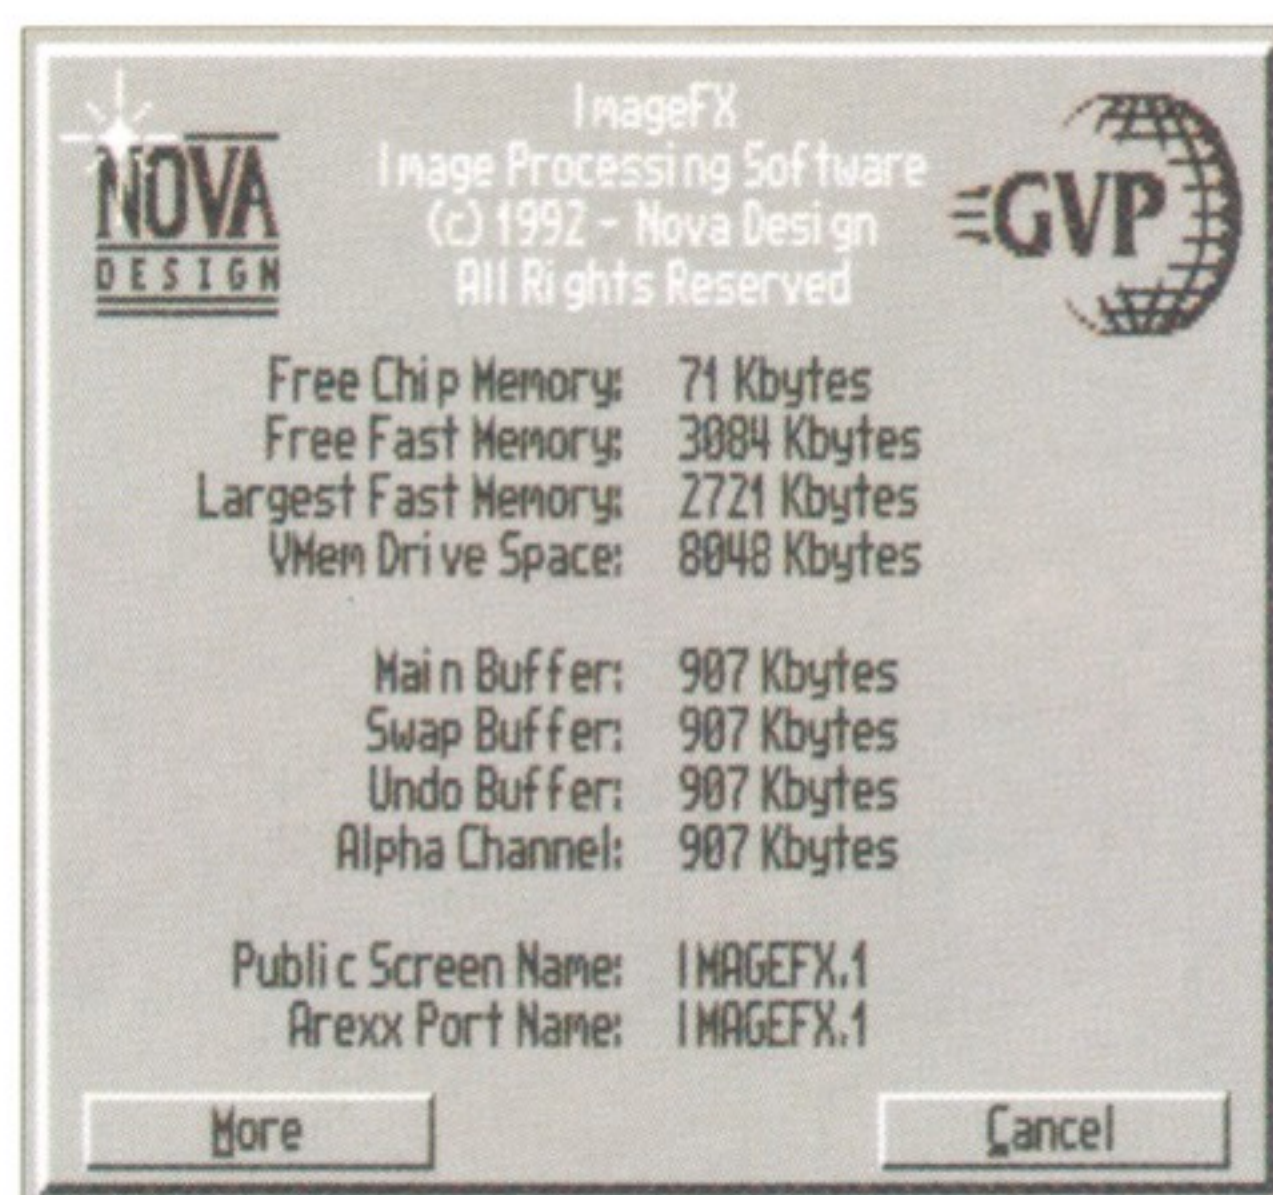 NOVA
DESIGN
ImageFX
Image Processing Software
(c) 1992 - Nova Design
All Rights Reserved
GVP
Free Chip Memory: 71 Kbytes
Free Fast Memory: 3084 Kbytes
Largest Fast Memory: 2721 Kbytes
VMem Drive Space: 8048 Kbytes
Main Buffer: 907 Kbytes
Swap Buffer: 907 Kbytes
Undo Buffer: 907 Kbytes
Alpha Channel: 907 Kbytes
Public Screen Name: IMAGEFX.1
Arexx Port Name: IMAGEFX.1
More Cancel